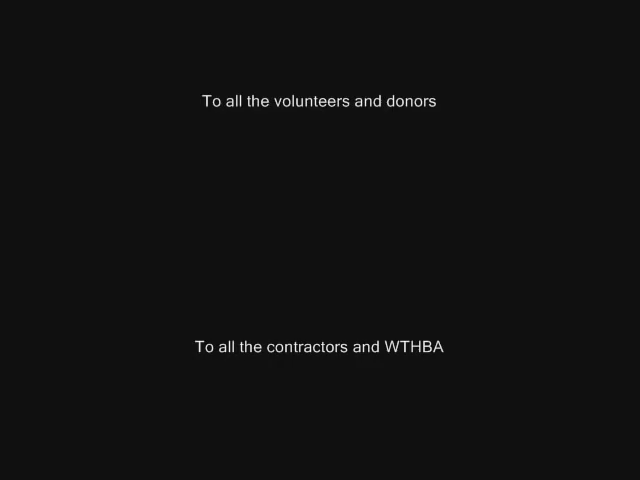 To all the volunteers and donors
To all the contractors and WTHBA